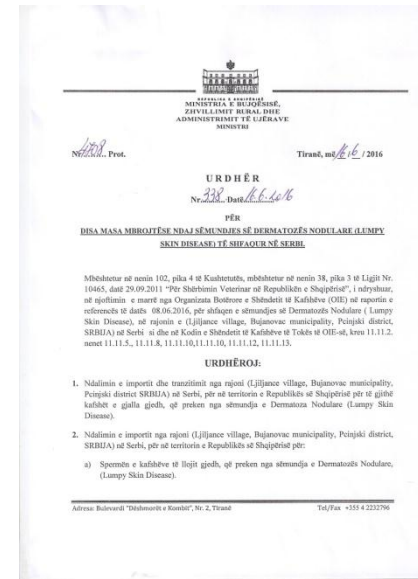 REPUBLIKA E SHQIPËRISË
MINISTRIA E BUJQËSISË,
ZHVILLIMIT RURAL DHE
ADMINISTRIMIT TË UJËRAVE
MINISTRI
Nr. Prot.
Tiranë, më 16/6 / 2016
URDHËR
Nr. 338 Datë 16.6.2016
PËR
DISA MASA MBROJTËSE NDAJ SËMUNDJES SË DERMATOZËS NODULARE (LUMPY
SKIN DISEASE) TË SHFAQUR NË SERBI.
Mbështetur në nenin 102, pika 4 të Kushtetutës, mbështetur në nenin 38, pika 3 të Ligjit Nr.
10465, datë 29.09.2011 "Për Shërbimin Veterinar në Republikën e Shqipërisë", i ndryshuar,
në njoftimin e marrë nga Organizata Botërore e Shëndetit të Kafshëve (OIE) në raportin e
referencës të datës 08.06.2016, për shfaqen e sëmundjes së Dermatozës Nodulare ( Lumpy
Skin Disease), në rajonin e (Ljiljance village, Bujanovac municipality, Pcinjski district,
SRBIJA) në Serbi si dhe në Kodin e Shëndetit të Kafshëve të Tokës të OIE-së, kreu 11.11.2.
nenet 11.11.5., 11.11.8, 11.11.10,11.11.10, 11.11.12, 11.11.13.
URDHËROJ:
1. Ndalimin e importit dhe tranzitimit nga rajoni (Ljiljance village, Bujanovac municipality,
Pcinjski district SRBIJA) në Serbi, për në territorin e Republikës së Shqipërisë për të gjithë
kafshët e gjalla gjedh, që preken nga sëmundja e Dermatoza Nodulare (Lumpy Skin
Disease).
2. Ndalimin e importit nga rajoni (Ljiljance village, Bujanovac municipality, Pcinjski district,
SRBIJA) në Serbi, për në territorin e Republikës së Shqipërisë për:
a) Spermën e kafshëve të llojit gjedh, që preken nga sëmundja e Dermatozës Nodulare,
(Lumpy Skin Disease).
Adresa: Bulevardi "Dëshmorët e Kombit", Nr. 2, Tiranë
Tel/Fax +355 4 2232796